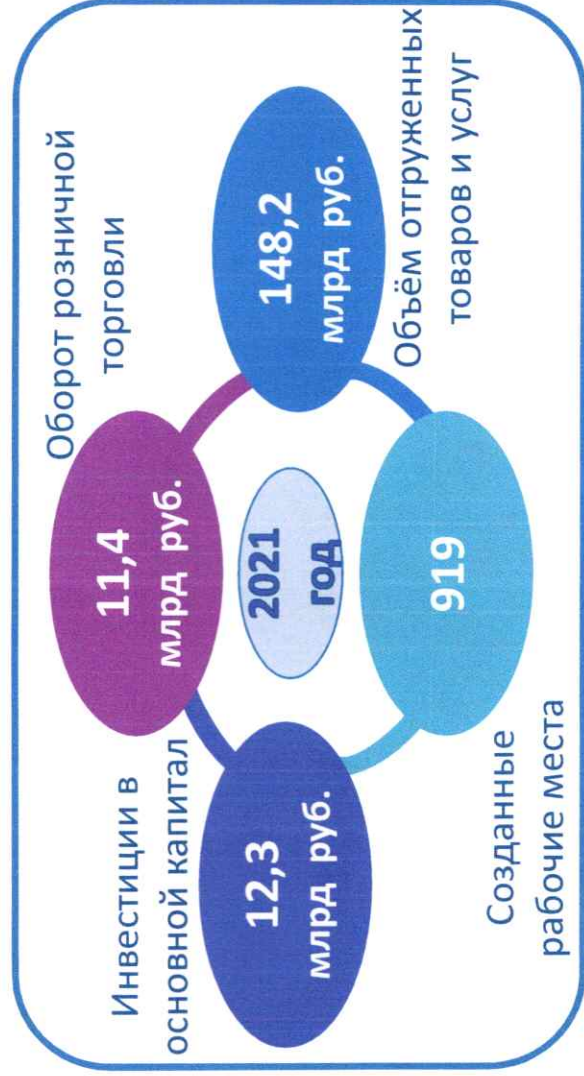 Инвестиции в
основной капитал
12,3
млрд руб.
11,4
млрд руб.
Оборот розничной
торговли
2021
год
148,2
млрд руб.
Объём отгруженных
товаров и услуг
919
Созданные
рабочие места